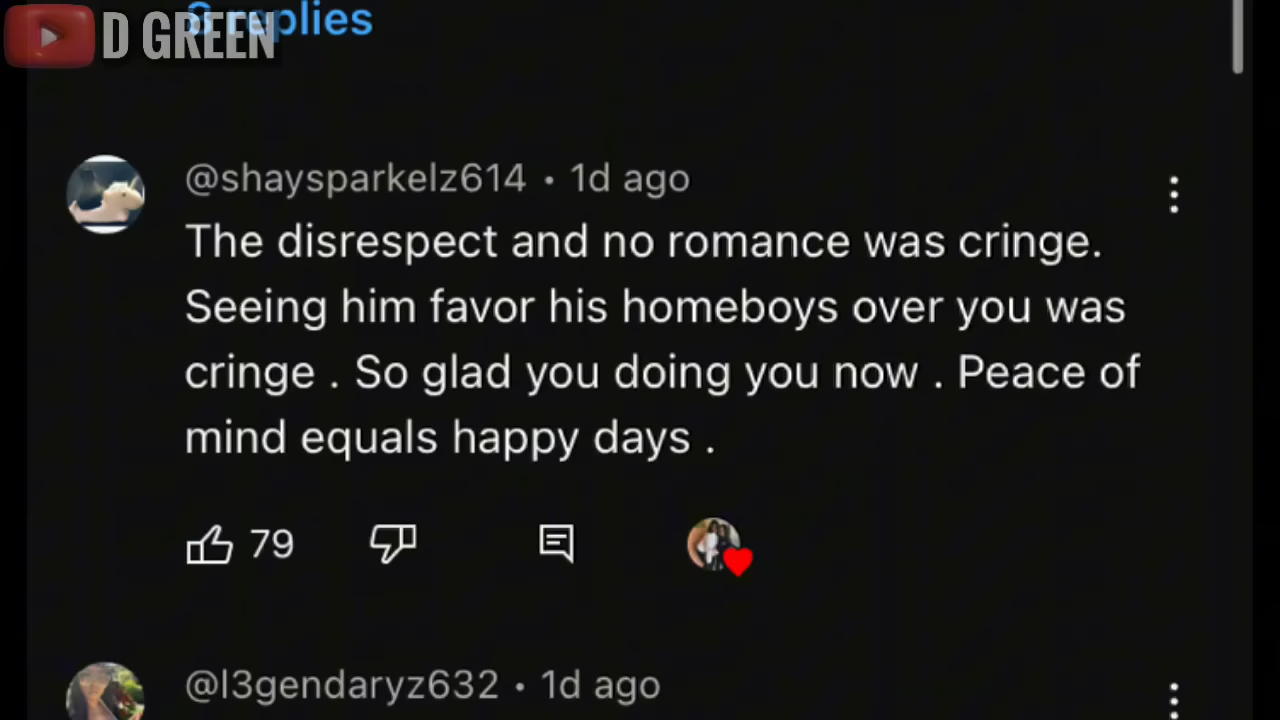 D GREEN
8 replies
@shaysparkelz614 • 1d ago
The disrespect and no romance was cringe.
Seeing him favor his homeboys over you was
cringe . So glad you doing you now . Peace of
mind equals happy days .
79
@l3gendaryz632 • 1d ago